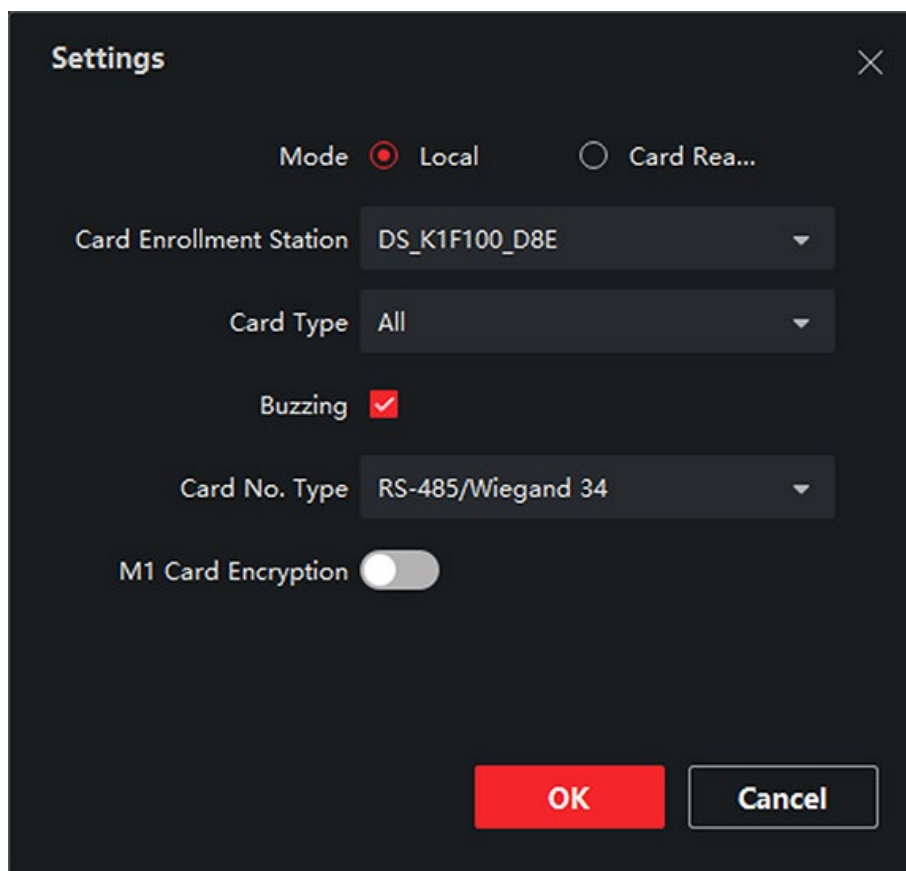 Settings
Mode Local Card Rea...
Card Enrollment Station DS_K1F100_D8E
Card Type All
Buzzing
Card No. Type RS-485/Wiegand 34
M1 Card Encryption
OK Cancel